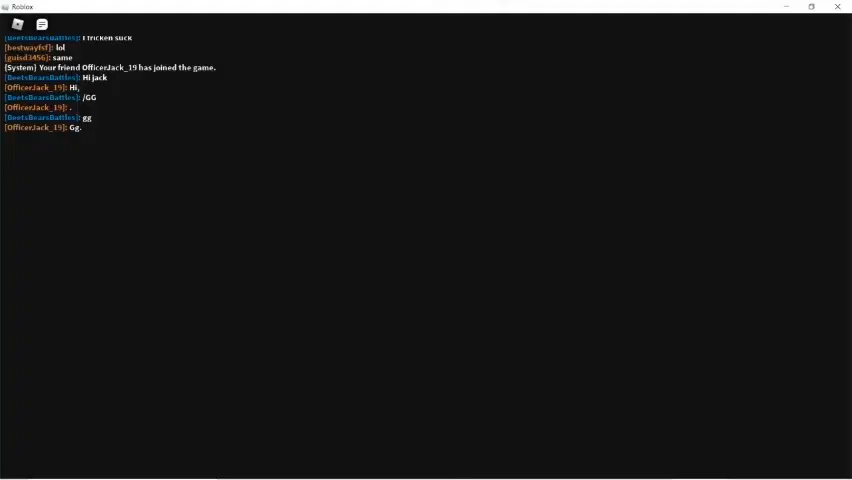 Roblox
[BeetsBearsBattles]: I fricken suck
[bestwayfsf]: lol
[guisd3456]: same
{System} Your friend OfficerJack_19 has joined the game.
[BeetsBearsBattles]: Hi jack
[OfficerJack_19]: Hi,
[BeetsBearsBattles]: /GG
[OfficerJack_19]: .
[BeetsBearsBattles]: gg
[OfficerJack_19]: Gg.